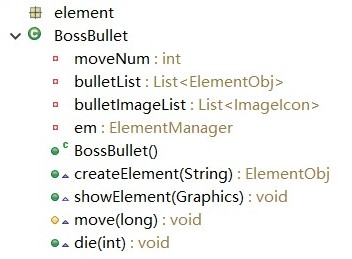 element
BossBullet
moveNum : int
bulletList : List<ElementObj>
bulletImageList : List<ImageIcon>
em : ElementManager
BossBullet()
createElement(String) : ElementObj
showElement(Graphics) : void
move(long) : void
die(int) : void